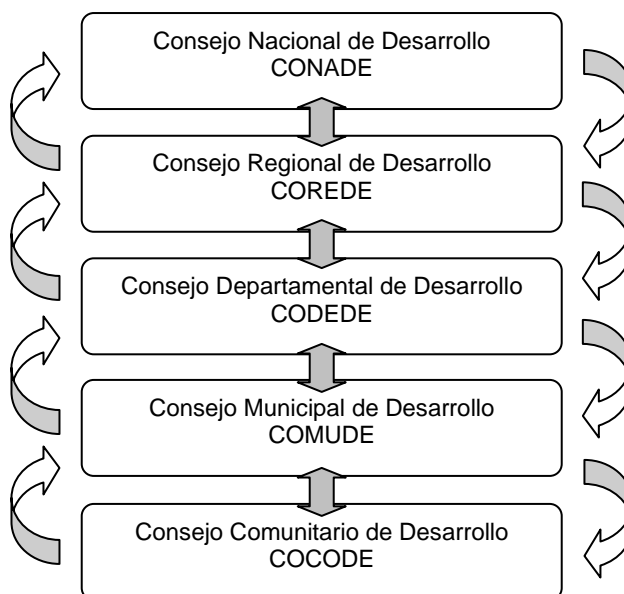 Consejo Nacional de Desarrollo
CONADE
Consejo Regional de Desarrollo
COREDE
Consejo Departamental de Desarrollo
CODEDE
Consejo Municipal de Desarrollo
COMUDE
Consejo Comunitario de Desarrollo
COCODE